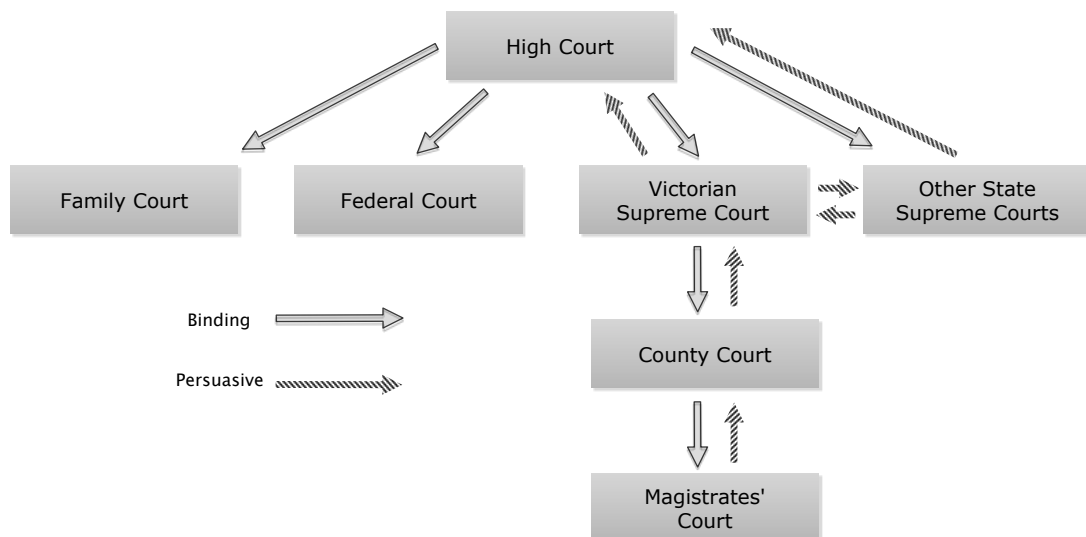 High Court
Family Court
Federal Court
Victorian
Supreme Court
Other State
Supreme Courts
Binding
County Court
Persuasive
Magistrates'
Court